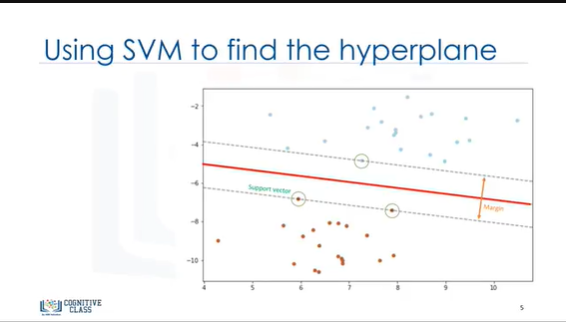 Using SVM to find the hyperplane
−2
−4
−6
−8
−10
Support vector
Margin
4 5 6 7 8 9 10
COGNITIVE
CLASS
5